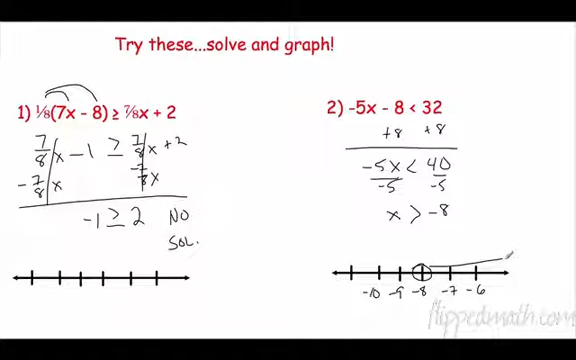 Try these...solve and graph!
1) ⅛(7x - 8) ≥ ⅞x + 2
7/8 x - 1 ≥ 7/8 x + 2
-7/8 x -7/8 x
-1 ≥ 2 NO
SOL.
2) -5x - 8 < 32
+8 +8
-5x < 40
-5 -5
x > -8
-10 -9 -8 -7 -6
flippedmath.com